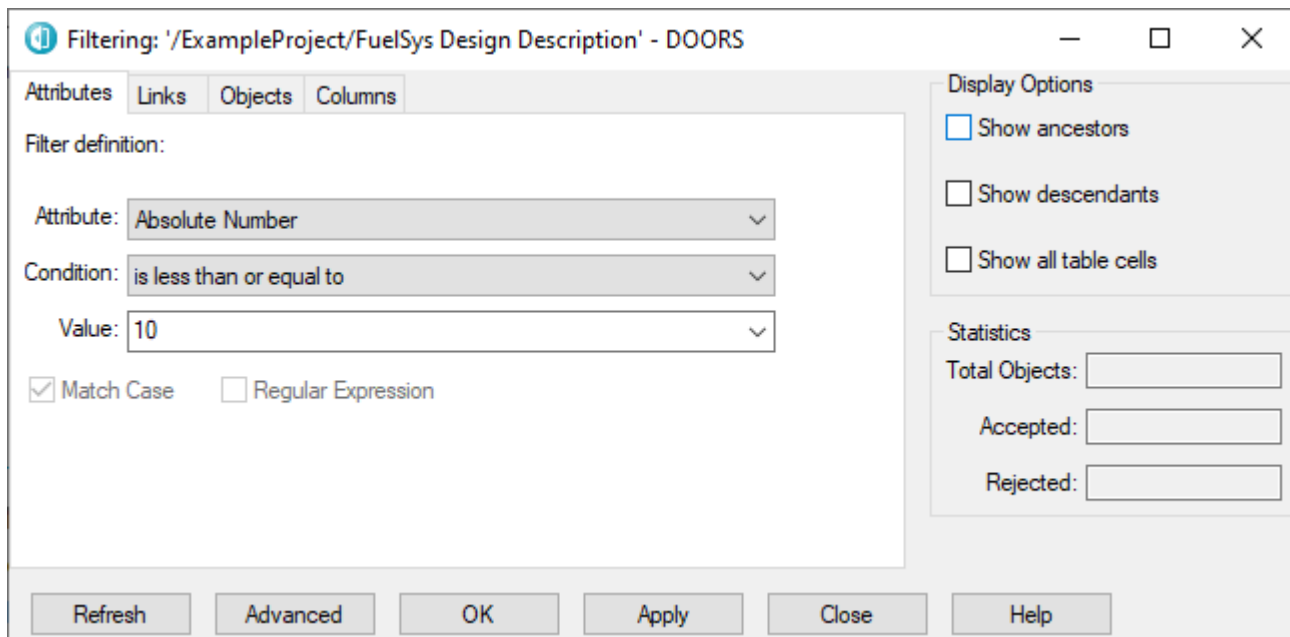 Filtering: '/ExampleProject/FuelSys Design Description' - DOORS
Attributes Links Objects Columns
Filter definition:
Attribute: Absolute Number
Condition: is less than or equal to
Value: 10
Match Case Regular Expression
Display Options
Show ancestors
Show descendants
Show all table cells
Statistics
Total Objects:
Accepted:
Rejected:
Refresh Advanced OK Apply Close Help